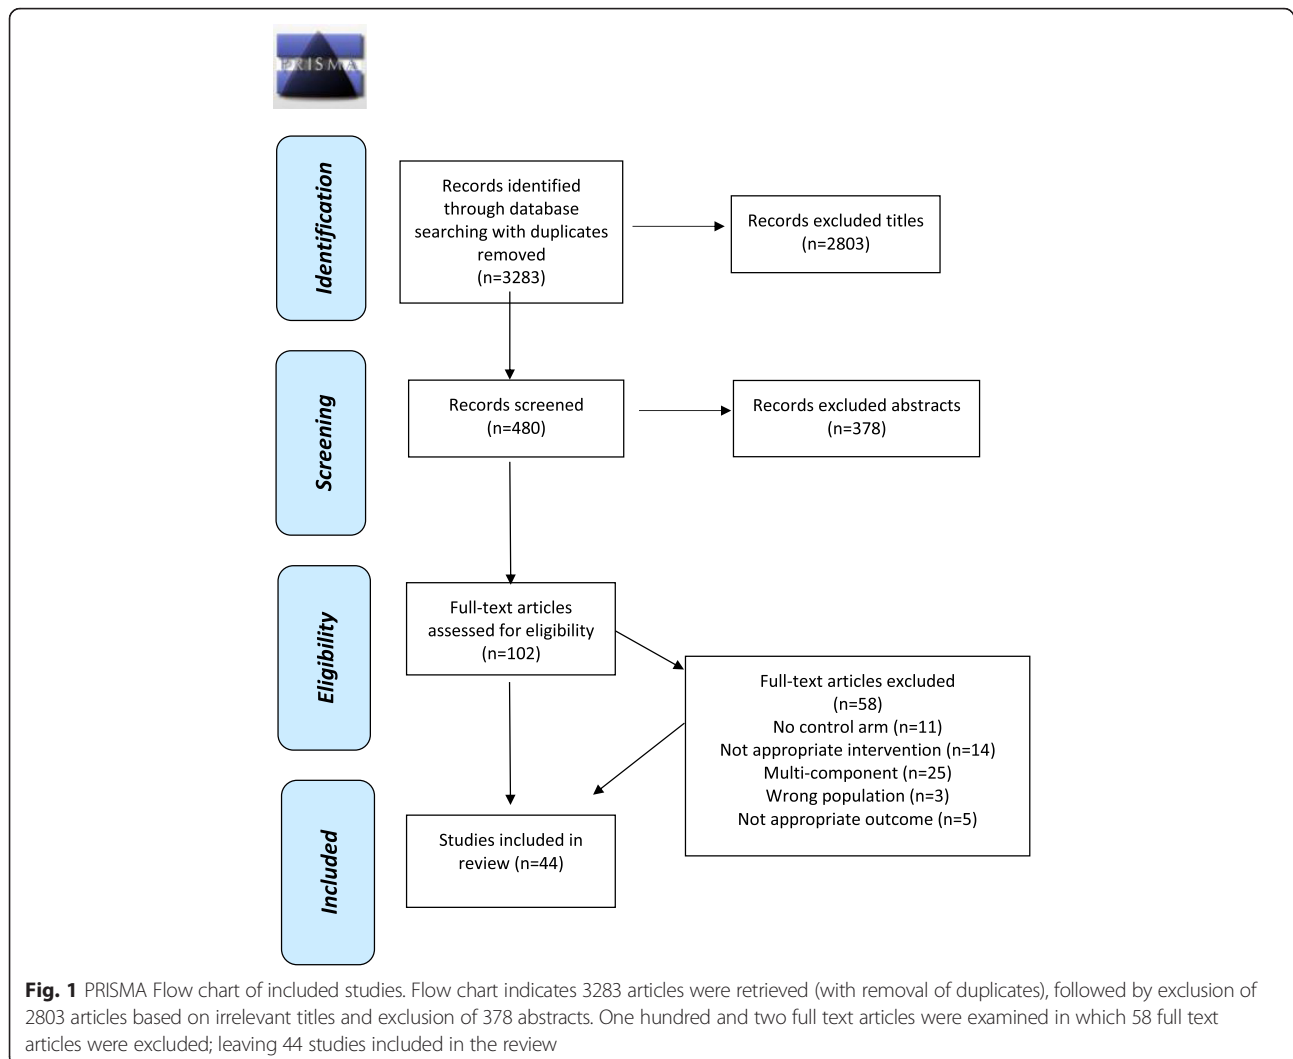 PRISMA
Identification
Records identified
through database
searching with duplicates
removed
(n=3283)
Records excluded titles
(n=2803)
Screening
Records screened
(n=480)
Records excluded abstracts
(n=378)
Eligibility
Full-text articles
assessed for eligibility
(n=102)
Full-text articles excluded
(n=58)
No control arm (n=11)
Not appropriate intervention (n=14)
Multi-component (n=25)
Wrong population (n=3)
Not appropriate outcome (n=5)
Included
Studies included in
review (n=44)
Fig. 1 PRISMA Flow chart of included studies. Flow chart indicates 3283 articles were retrieved (with removal of duplicates), followed by exclusion of
2803 articles based on irrelevant titles and exclusion of 378 abstracts. One hundred and two full text articles were examined in which 58 full text
articles were excluded; leaving 44 studies included in the review